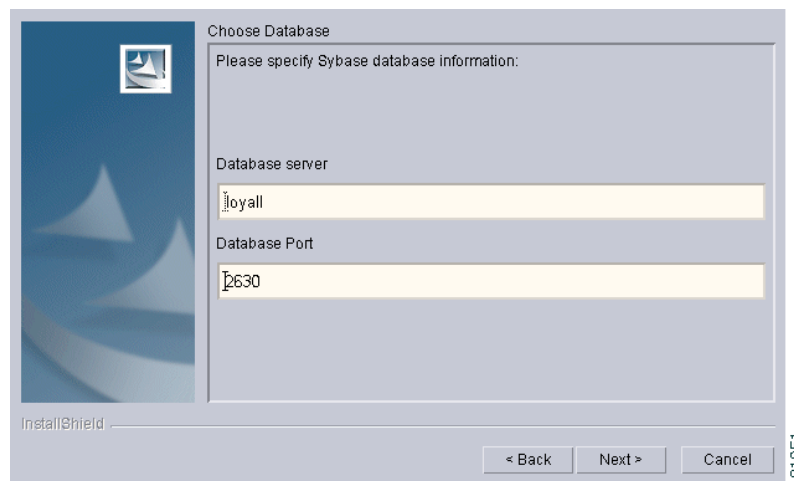 Choose Database
Please specify Sybase database information:
Database server
loyall
Database Port
2630
InstallShield
< Back
Next >
Cancel